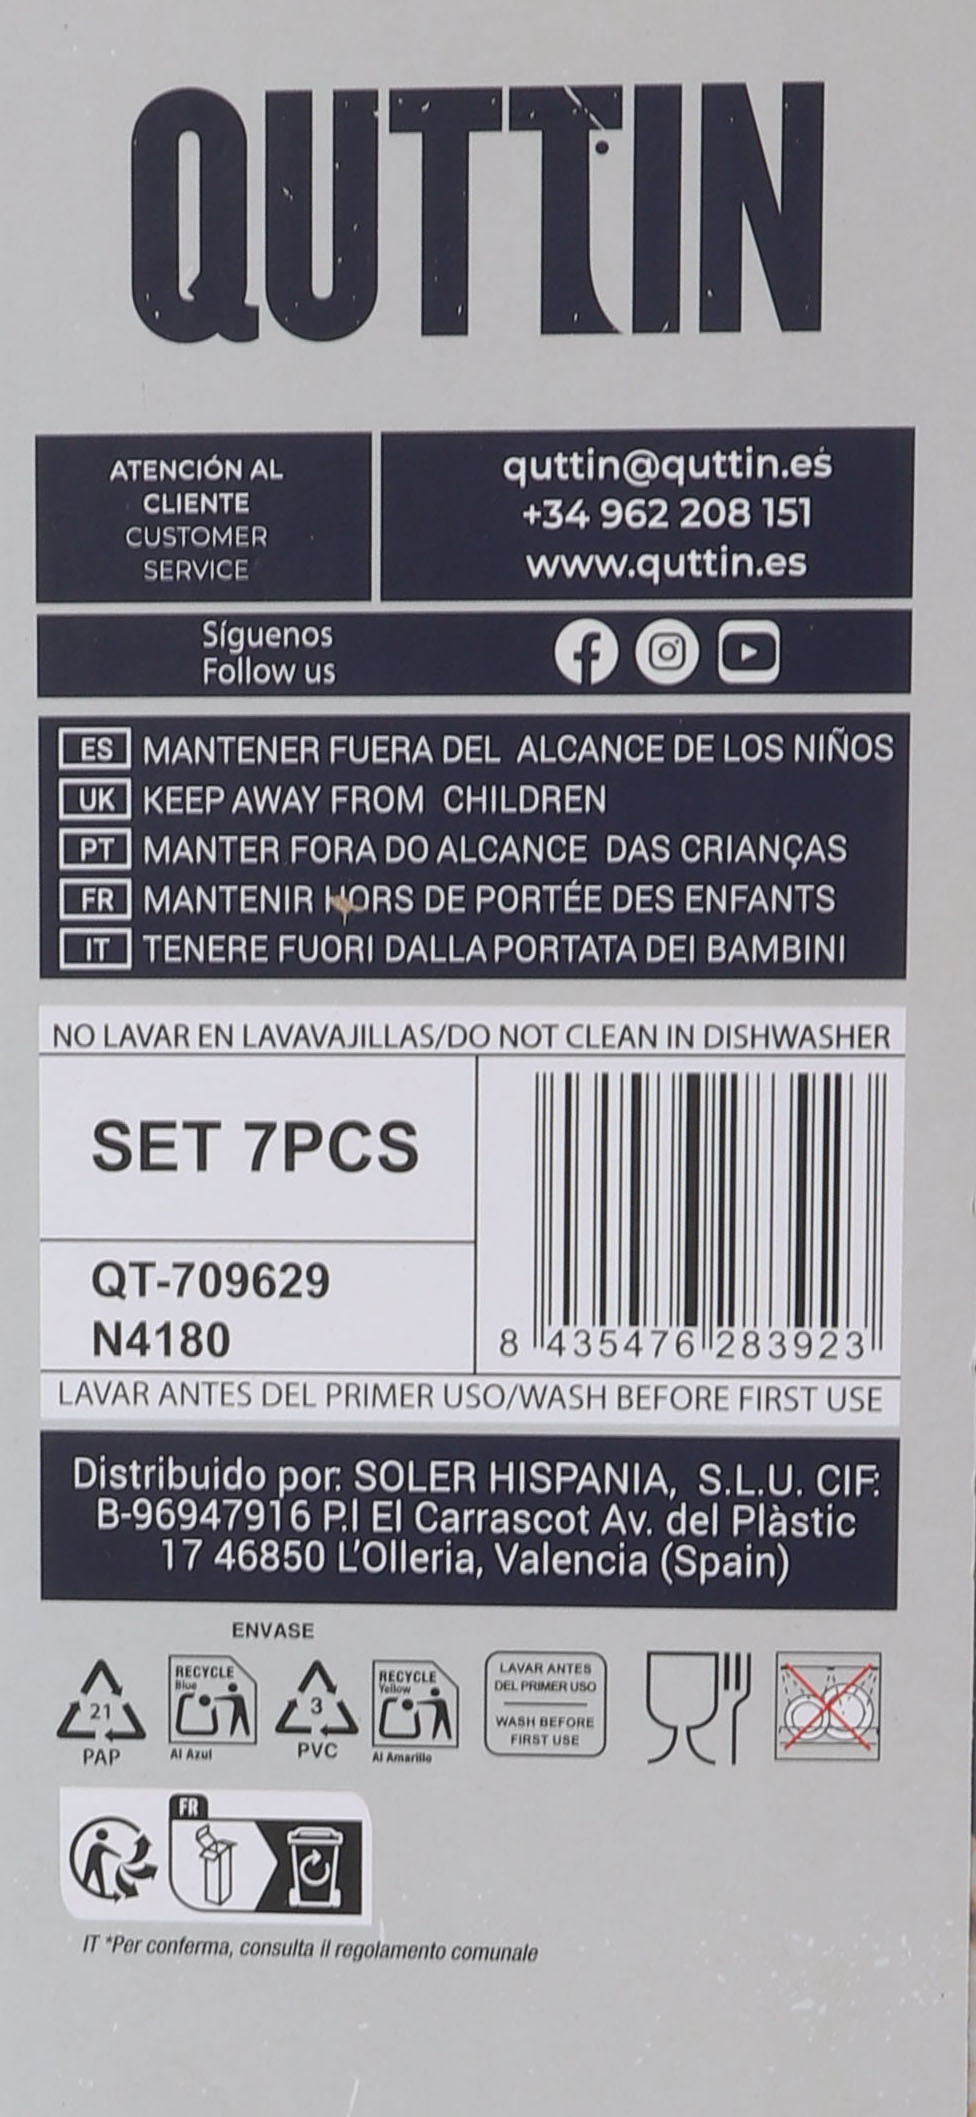 QUTTIN
ATENCIÓN AL
CLIENTE
CUSTOMER
SERVICE
quttin@quttin.es
+34 962 208 151
www.quttin.es
Síguenos
Follow us
ES MANTENER FUERA DEL ALCANCE DE LOS NIÑOS
UK KEEP AWAY FROM CHILDREN
PT MANTER FORA DO ALCANCE DAS CRIANÇAS
FR MANTENIR HORS DE PORTÉE DES ENFANTS
IT TENERE FUORI DALLA PORTATA DEI BAMBINI
NO LAVAR EN LAVAVAJILLAS/DO NOT CLEAN IN DISHWASHER
SET 7PCS
QT-709629
N4180
8 435476 283923
LAVAR ANTES DEL PRIMER USO/WASH BEFORE FIRST USE
Distribuido por: SOLER HISPANIA, S.L.U. CIF:
B-96947916 P.I El Carrascot Av. del Plàstic
17 46850 L'Olleria, Valencia (Spain)
ENVASE
21
PAP
RECYCLE
Blue
Al Azul
3
PVC
RECYCLE
Yellow
Al Amarillo
LAVAR ANTES
DEL PRIMER USO
WASH BEFORE
FIRST USE
FR
IT *Per conferma, consulta il regolamento comunale